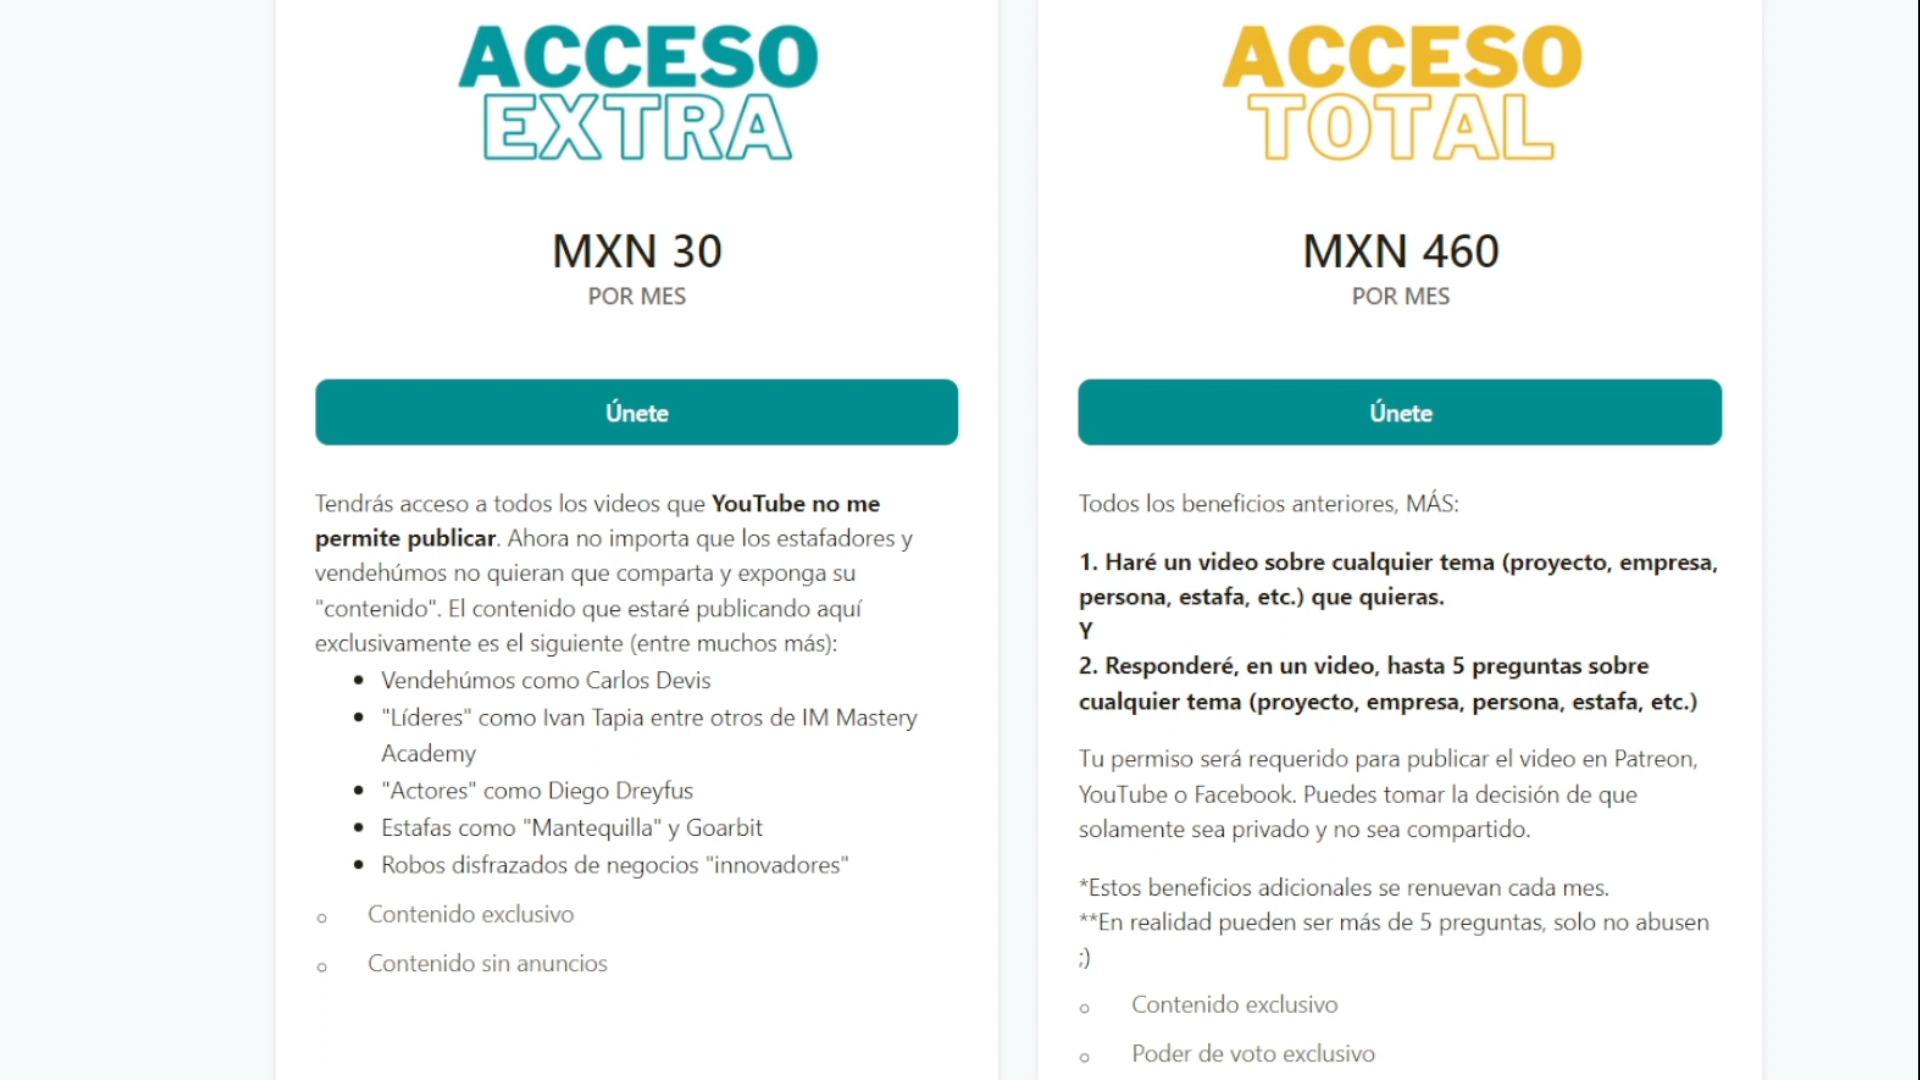 ACCESO
EXTRA
MXN 30
POR MES
Únete
Tendrás acceso a todos los videos que YouTube no me
permite publicar. Ahora no importa que los estafadores y
vendehúmos no quieran que comparta y exponga su
"contenido". El contenido que estaré publicando aquí
exclusivamente es el siguiente (entre muchos más):
• Vendehúmos como Carlos Devis
• "Líderes" como Ivan Tapia entre otros de IM Mastery
Academy
• "Actores" como Diego Dreyfus
• Estafas como "Mantequilla" y Goarbit
• Robos disfrazados de negocios "innovadores"
Contenido exclusivo
Contenido sin anuncios
ACCESO
TOTAL
MXN 460
POR MES
Únete
Todos los beneficios anteriores, MÁS:
1. Haré un video sobre cualquier tema (proyecto, empresa,
persona, estafa, etc.) que quieras.
Y
2. Responderé, en un video, hasta 5 preguntas sobre
cualquier tema (proyecto, empresa, persona, estafa, etc.)
Tu permiso será requerido para publicar el video en Patreon,
YouTube o Facebook. Puedes tomar la decisión de que
solamente sea privado y no sea compartido.
*Estos beneficios adicionales se renuevan cada mes.
**En realidad pueden ser más de 5 preguntas, solo no abusen
;)
Contenido exclusivo
Poder de voto exclusivo